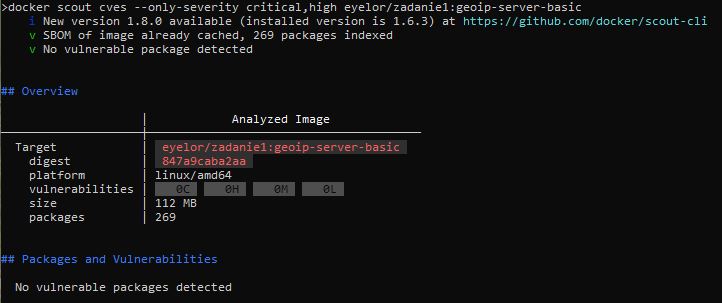 >docker scout cves --only-severity critical,high eyelor/zadanie1:geoip-server-basic
i New version 1.8.0 available (installed version is 1.6.3) at https://github.com/docker/scout-cli
v SBOM of image already cached, 269 packages indexed
v No vulnerable package detected
## Overview
│ Analyzed Image
Target │ eyelor/zadanie1:geoip-server-basic
digest │ 847a9caba2aa
platform │ linux/amd64
vulnerabilities │ 0C 0H 0M 0L
size │ 112 MB
packages │ 269
## Packages and Vulnerabilities
No vulnerable packages detected